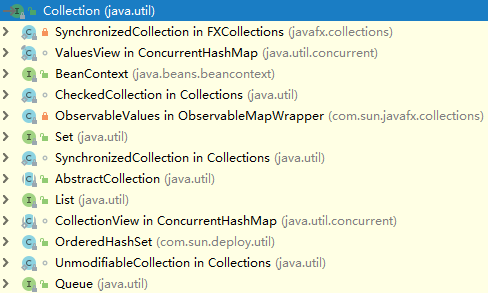 Collection (java.util)
SynchronizedCollection in FXCollections (javafx.collections)
ValuesView in ConcurrentHashMap (java.util.concurrent)
BeanContext (java.beans.beancontext)
CheckedCollection in Collections (java.util)
ObservableValues in ObservableMapWrapper (com.sun.javafx.collections)
Set (java.util)
SynchronizedCollection in Collections (java.util)
AbstractCollection (java.util)
List (java.util)
CollectionView in ConcurrentHashMap (java.util.concurrent)
OrderedHashSet (com.sun.deploy.util)
UnmodifiableCollection in Collections (java.util)
Queue (java.util)